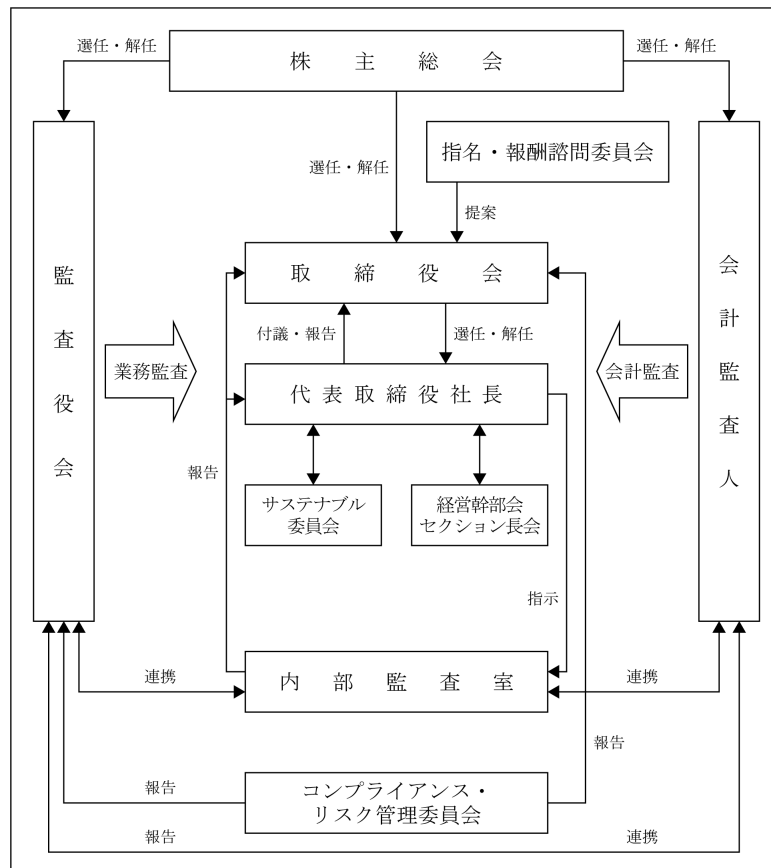 選任・解任
株主総会
選任・解任
選任・解任
指名・報酬諮問委員会
提案
監査役会
取締役会
会計監査人
付議・報告
選任・解任
業務監査
代表取締役社長
会計監査
報告
サステナブル
委員会
経営幹部会
セクション長会
指示
連携
内部監査室
連携
報告
報告
コンプライアンス・
リスク管理委員会
報告
連携